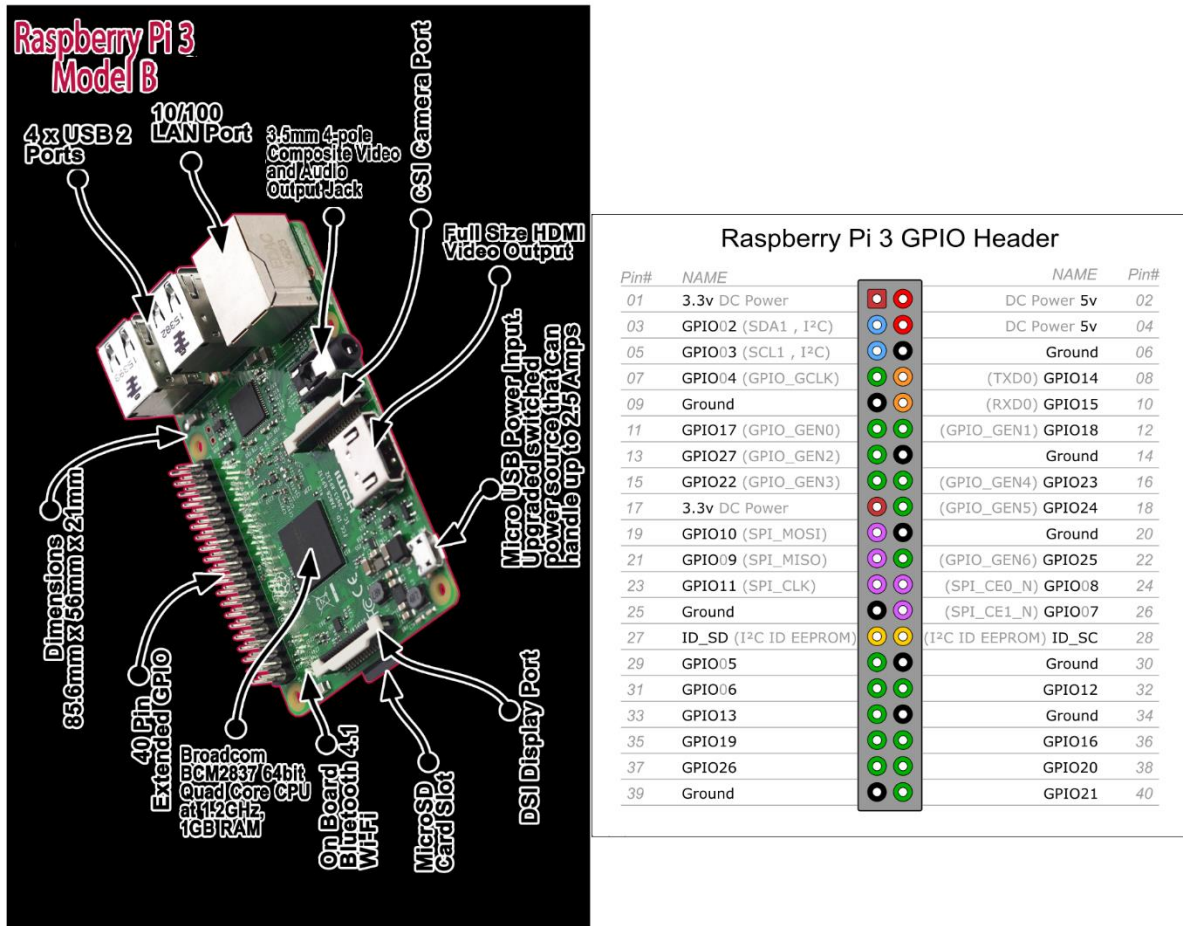 Raspberry Pi 3
Model B
4 x USB 2
Ports
10/100
LAN Port
3.5mm 4-pole
Composite Video
and Audio
Output Jack
CSI Camera Port
Full Size HDMI
Video Output
Micro USB Power Input.
Upgraded switched
power source that can
handle up to 2.5 Amps
Dimensions
85.6mm x 56mm x 21mm
40 Pin
Extended GPIO
Broadcom
BCM2837 64bit
Quad Core CPU
at 1.2GHz,
1GB RAM
On Board
Bluetooth 4.1
Wi-Fi
MicroSD
Card Slot
DSI Display Port
Raspberry Pi 3 GPIO Header
Pin# NAME NAME Pin#
01 3.3v DC Power DC Power 5v 02
03 GPIO02 (SDA1 , I²C) DC Power 5v 04
05 GPIO03 (SCL1 , I²C) Ground 06
07 GPIO04 (GPIO_GCLK) (TXD0) GPIO14 08
09 Ground (RXD0) GPIO15 10
11 GPIO17 (GPIO_GEN0) (GPIO_GEN1) GPIO18 12
13 GPIO27 (GPIO_GEN2) Ground 14
15 GPIO22 (GPIO_GEN3) (GPIO_GEN4) GPIO23 16
17 3.3v DC Power (GPIO_GEN5) GPIO24 18
19 GPIO10 (SPI_MOSI) Ground 20
21 GPIO09 (SPI_MISO) (GPIO_GEN6) GPIO25 22
23 GPIO11 (SPI_CLK) (SPI_CE0_N) GPIO08 24
25 Ground (SPI_CE1_N) GPIO07 26
27 ID_SD (I²C ID EEPROM) (I²C ID EEPROM) ID_SC 28
29 GPIO05 Ground 30
31 GPIO06 GPIO12 32
33 GPIO13 Ground 34
35 GPIO19 GPIO16 36
37 GPIO26 GPIO20 38
39 Ground GPIO21 40